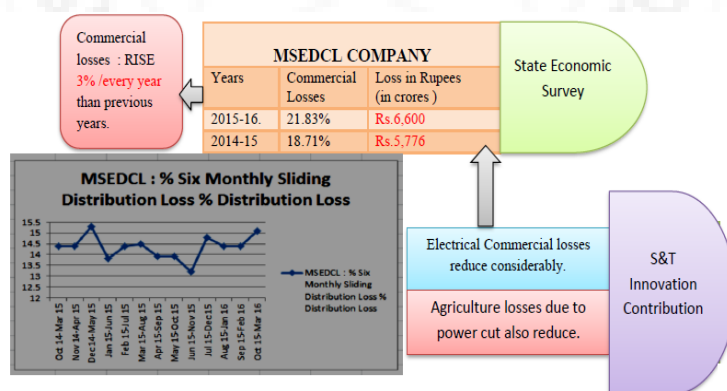 Commercial
losses : RISE
3% /every year
than previous
years.
MSEDCL COMPANY
Years Commercial Losses Loss in Rupees (in crores )
2015-16. 21.83% Rs.6,600
2014-15 18.71% Rs.5,776
State Economic
Survey
MSEDCL : % Six Monthly Sliding
Distribution Loss % Distribution Loss
15.5
15
14.5
14
13.5
13
12.5
12
Oct 14-Mar 15
Nov 14-Apr 15
Dec 14-May 15
Jan 15-Jun 15
Feb 15-Jul 15
Mar 15-Aug 15
Apr 15-Sep 15
May 15-Oct 15
Jun 15-Nov 15
Jul 15-Dec15
Aug 15-Jan 16
Sep 15-Feb 16
Oct 15-Mar 16
MSEDCL : % Six
Monthly Sliding
Distribution Loss %
Distribution Loss
Electrical Commercial losses
reduce considerably.
Agriculture losses due to
power cut also reduce.
S&T
Innovation
Contribution